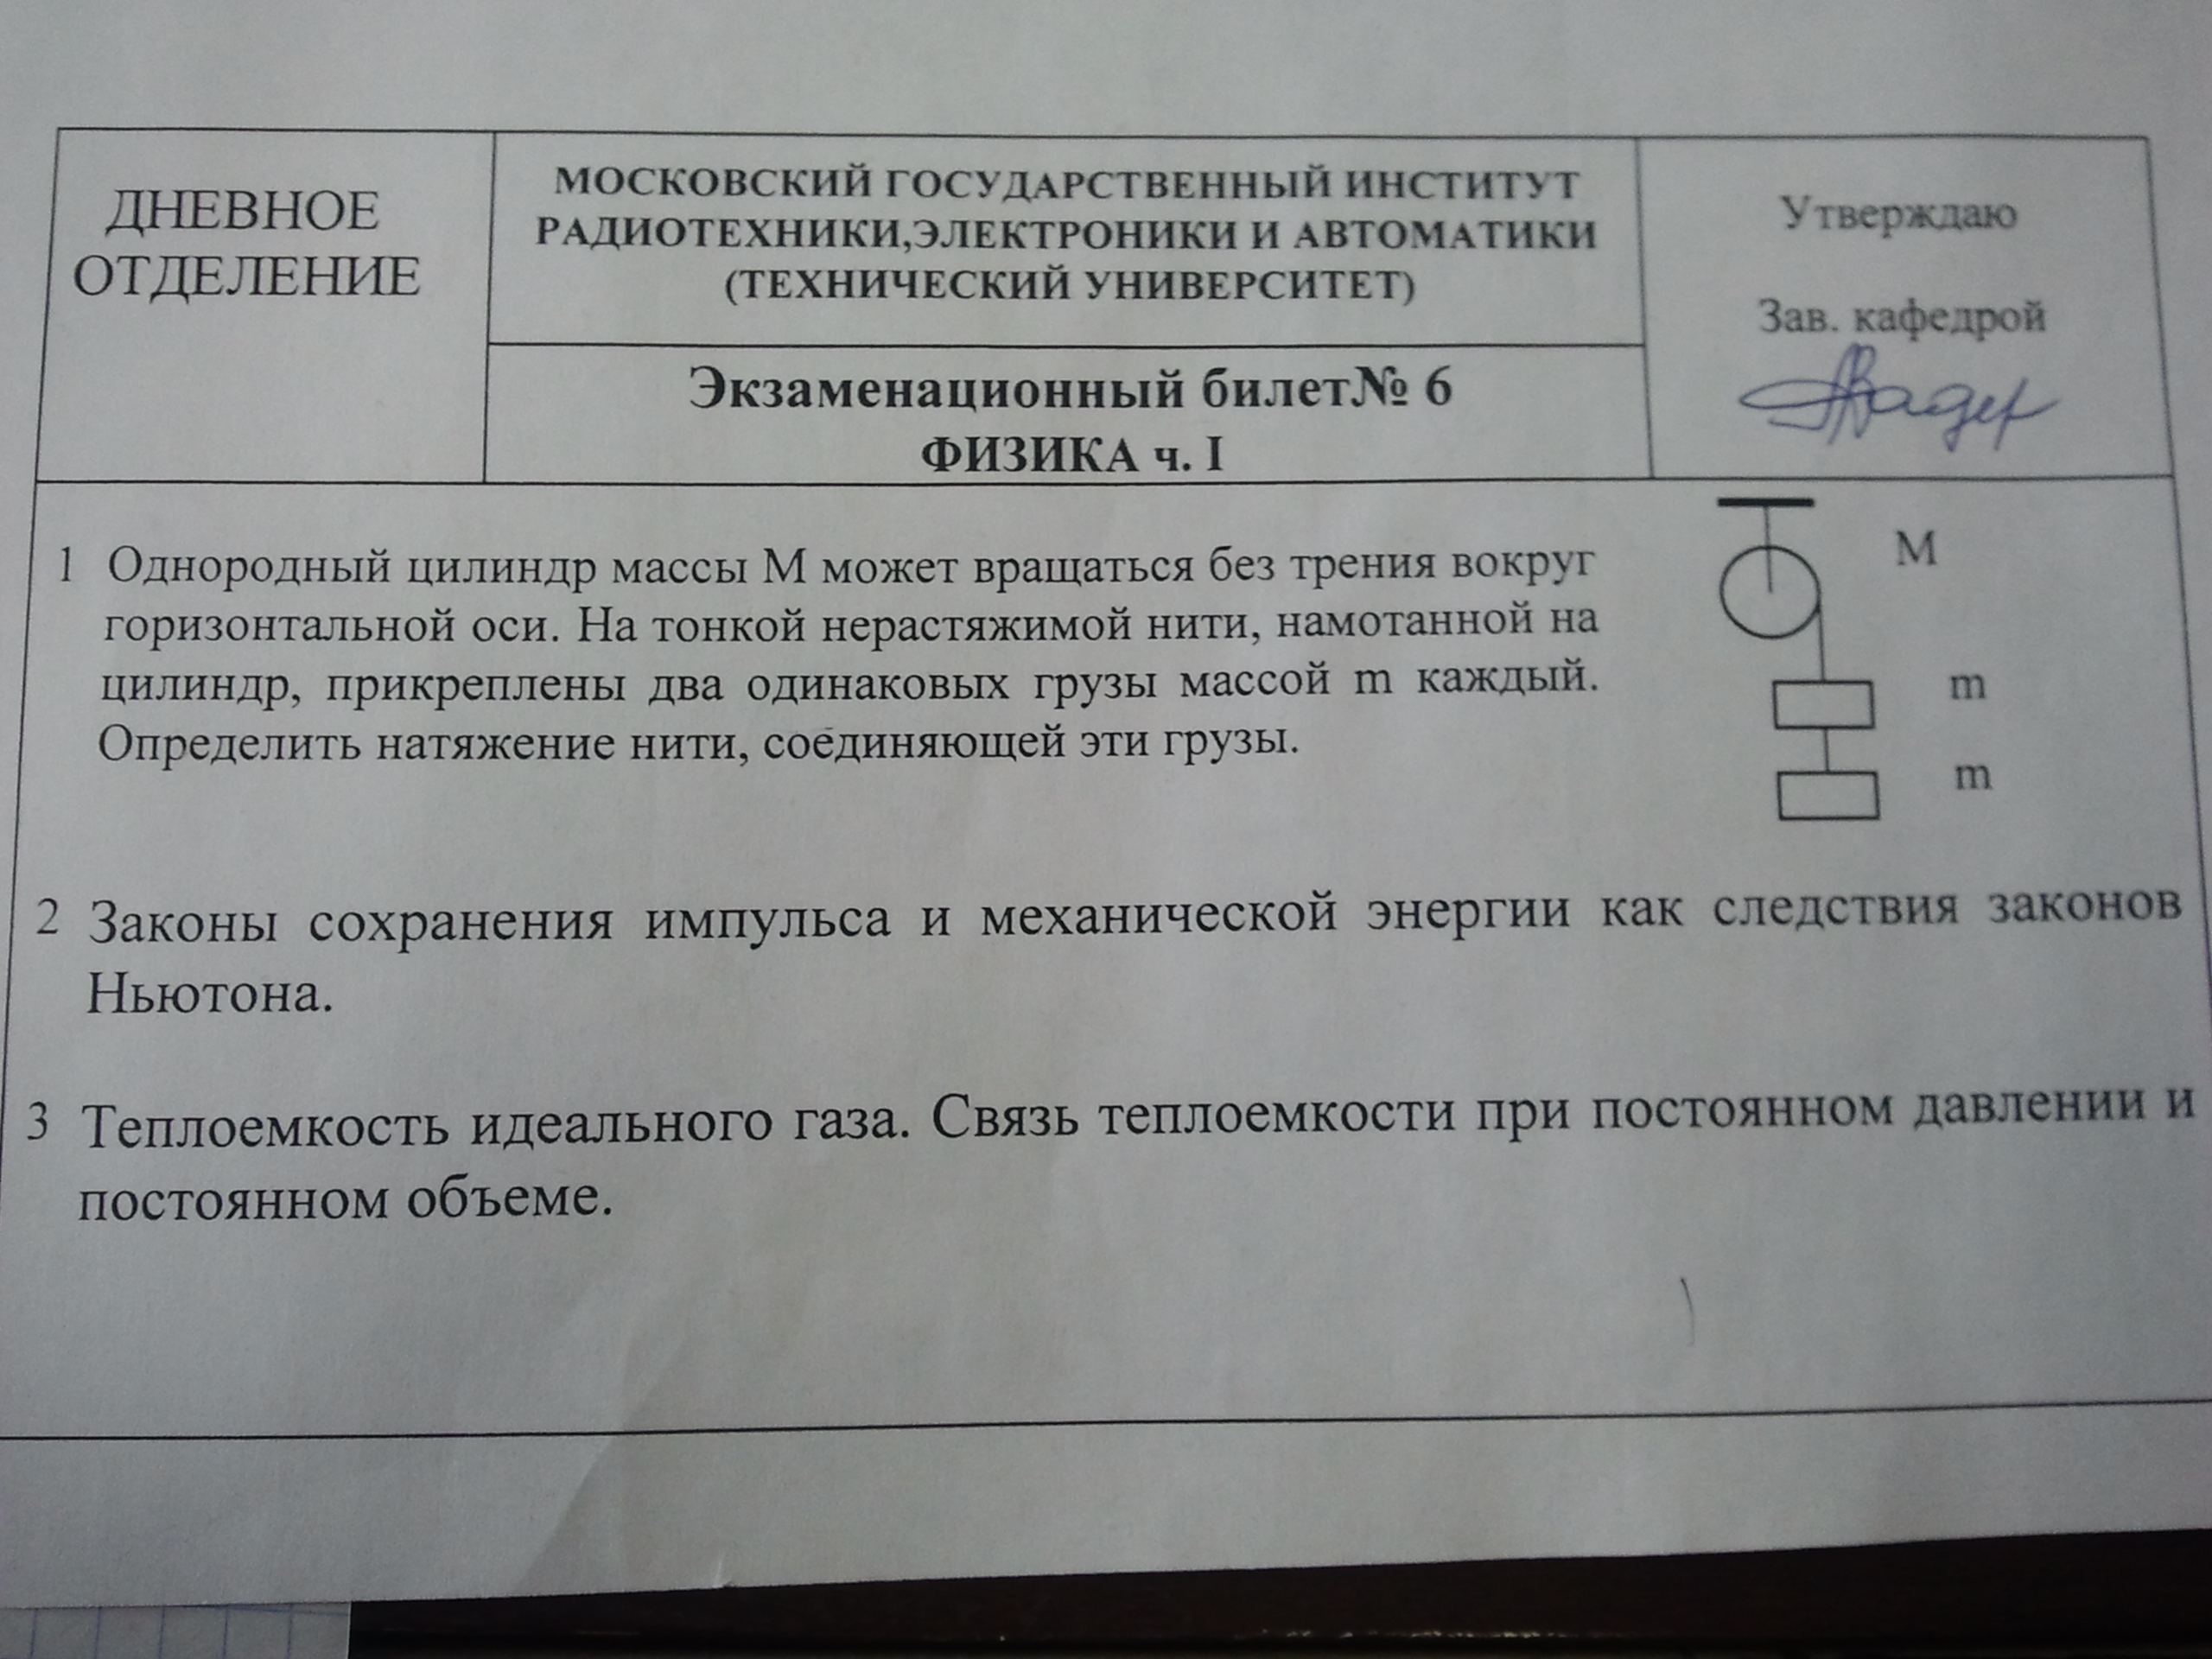 ДНЕВНОЕ
ОТДЕЛЕНИЕ
МОСКОВСКИЙ ГОСУДАРСТВЕННЫЙ ИНСТИТУТ
РАДИОТЕХНИКИ,ЭЛЕКТРОНИКИ И АВТОМАТИКИ
(ТЕХНИЧЕСКИЙ УНИВЕРСИТЕТ)
Экзаменационный билет№ 6
ФИЗИКА ч. I
Утверждаю
Зав. кафедрой
1 Однородный цилиндр массы М может вращаться без трения вокруг
горизонтальной оси. На тонкой нерастяжимой нити, намотанной на
цилиндр, прикреплены два одинаковых грузы массой m каждый.
Определить натяжение нити, соединяющей эти грузы.
М
m
m
2 Законы сохранения импульса и механической энергии как следствия законов
Ньютона.
3 Теплоемкость идеального газа. Связь теплоемкости при постоянном давлении и
постоянном объеме.